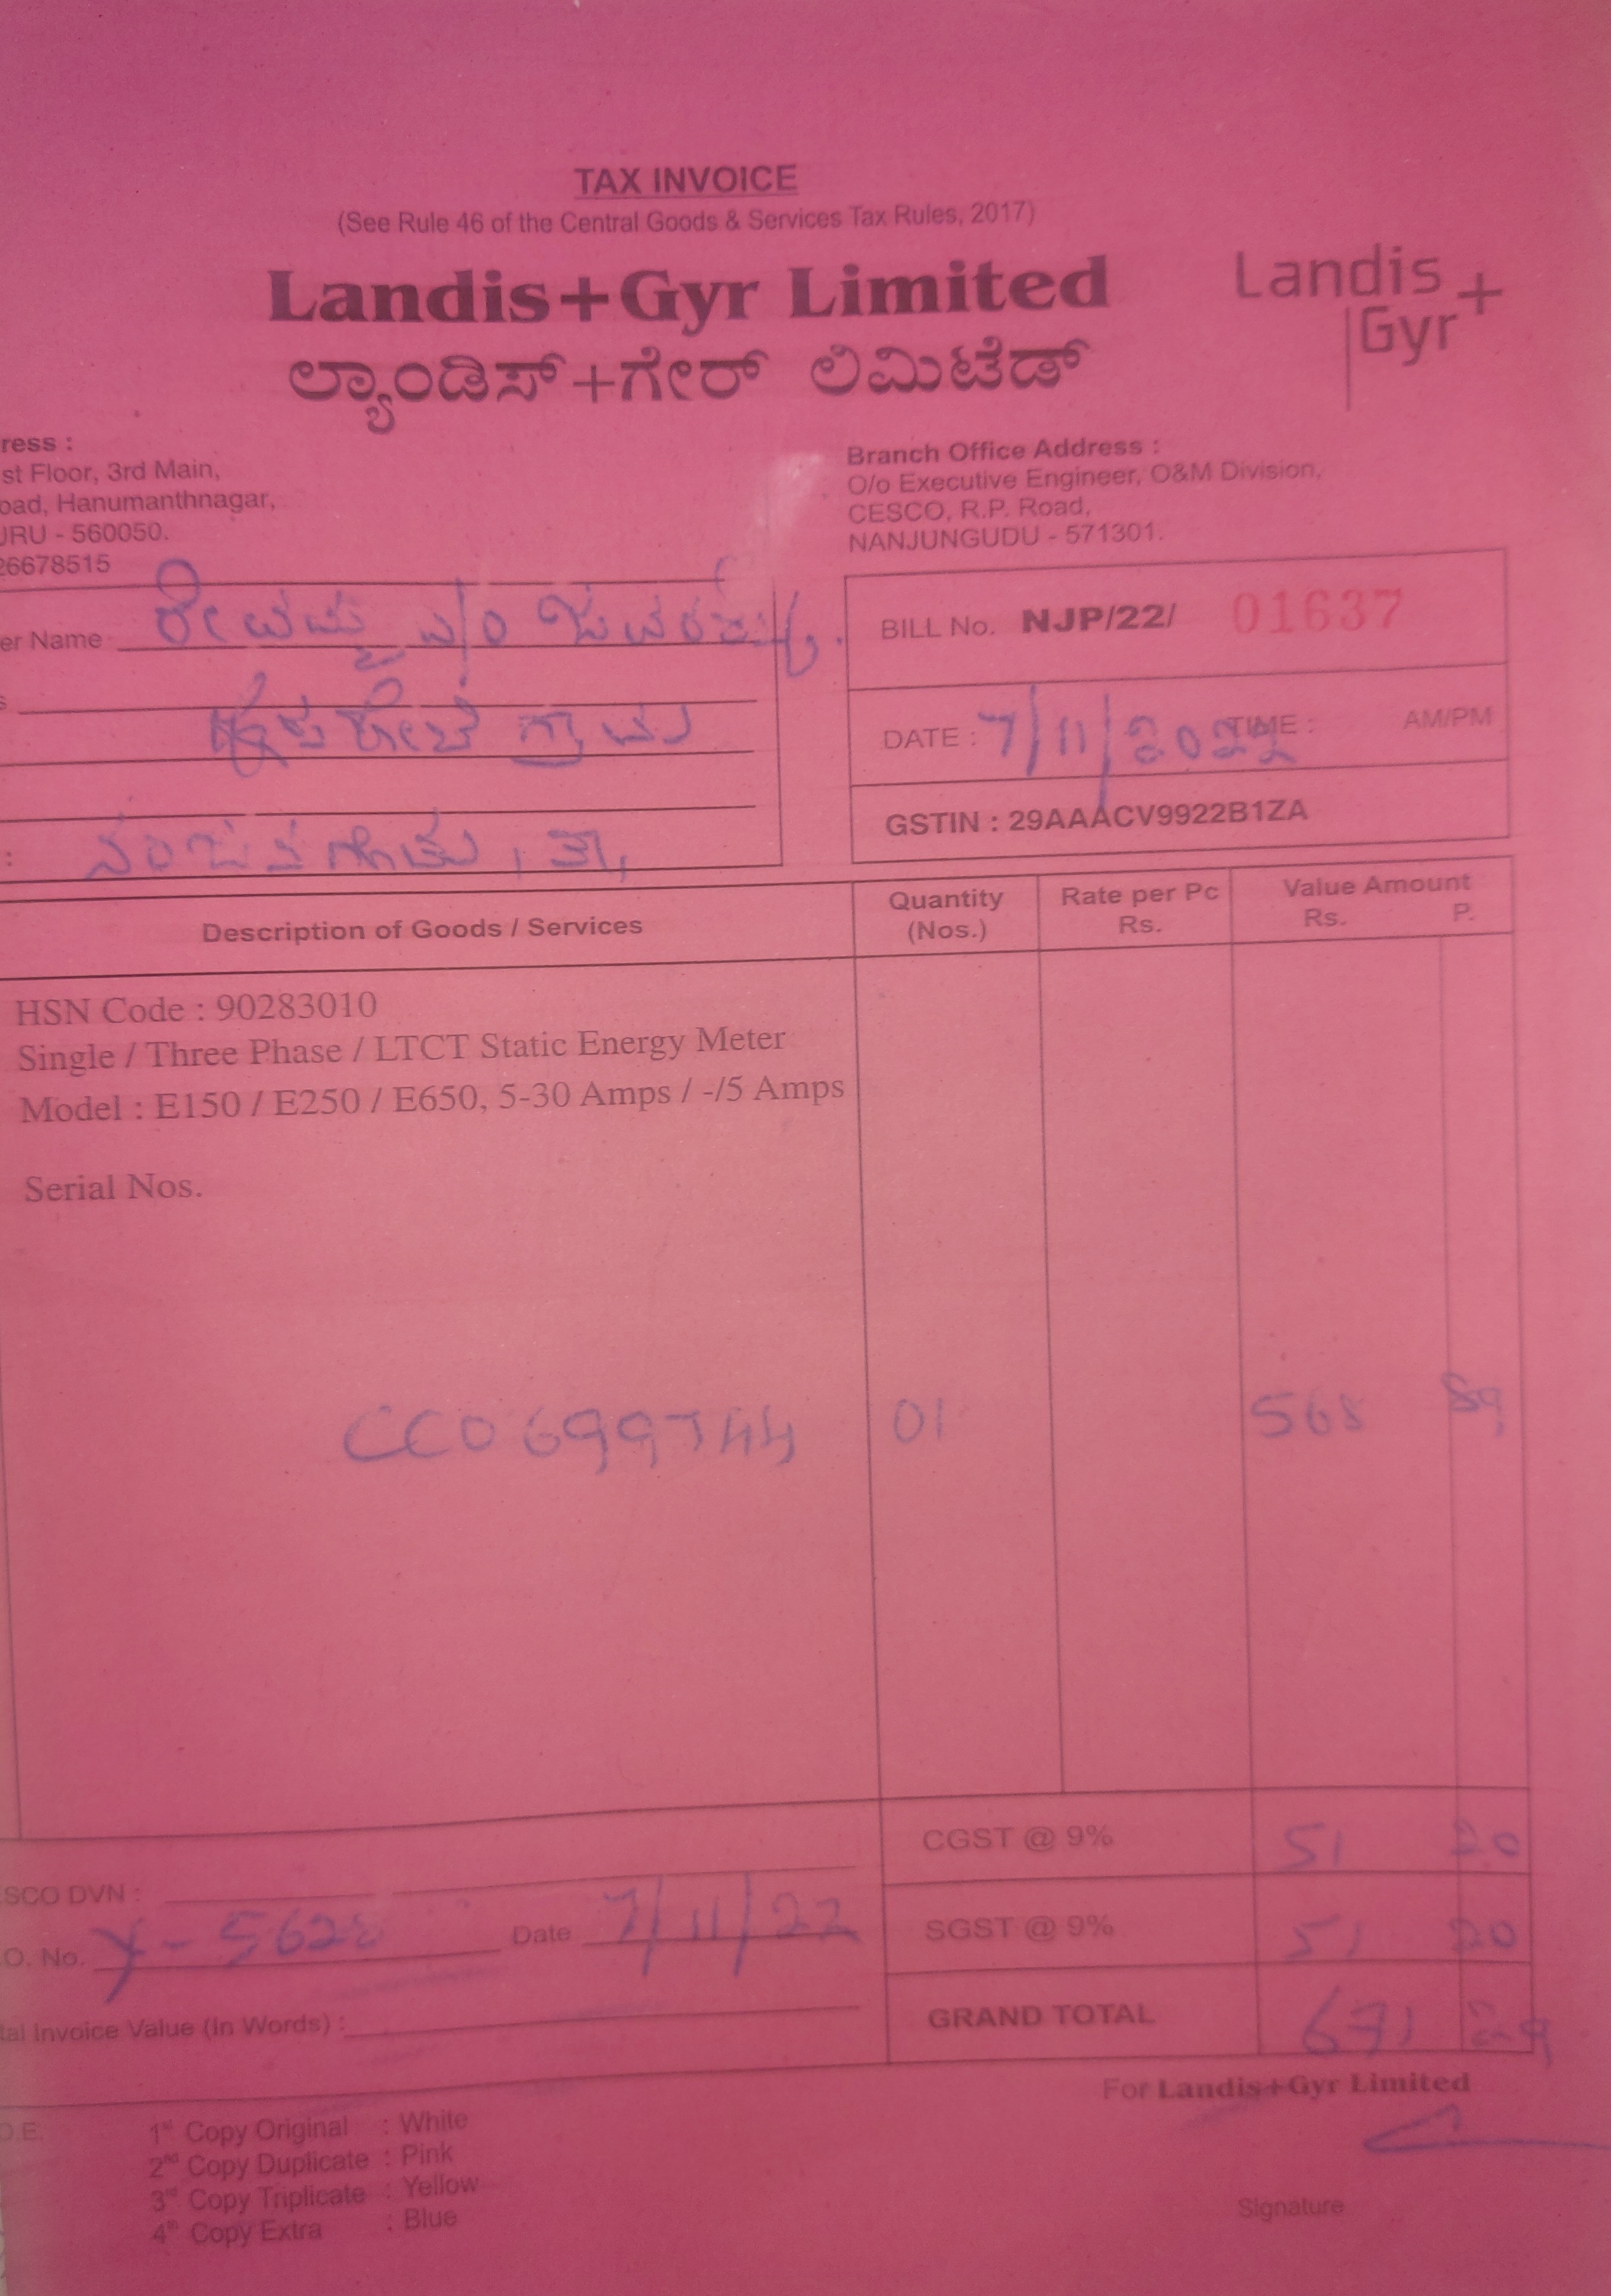 TAX INVOICE
(See Rule 46 of the Central Goods & Services Tax Rules, 2017)
Landis+Gyr Limited
ಲ್ಯಾಂಡಿಸ್+ಗೇರ್ ಲಿಮಿಟೆಡ್
Landis+
Gyr
ress :
st Floor, 3rd Main,
oad, Hanumanthnagar,
URU - 560050.
26678515
Branch Office Address :
O/o Executive Engineer, O&M Division,
CESCO, R.P. Road,
NANJUNGUDU - 571301.
er Name
s
ಗ್ರಾಮ
:
BILL No. NJP/22/ 01637
DATE : 7/11/2022 TIME : AM/PM
GSTIN : 29AAACV9922B1ZA
Description of Goods / Services
Quantity
(Nos.)
Rate per Pc
Rs.
Value Amount
Rs. P.
HSN Code : 90283010
Single / Three Phase / LTCT Static Energy Meter
Model : E150 / E250 / E650, 5-30 Amps / -/5 Amps
Serial Nos.
01 568 89
CGST @ 9% 51 20
SCO DVN :
O. No. Date 7/11/22
SGST @ 9% 51 20
tal Invoice Value (In Words) :
GRAND TOTAL 671 29
For Landis+Gyr Limited
O.E.
1st Copy Original : White
2nd Copy Duplicate : Pink
3rd Copy Triplicate : Yellow
4th Copy Extra : Blue
Signature